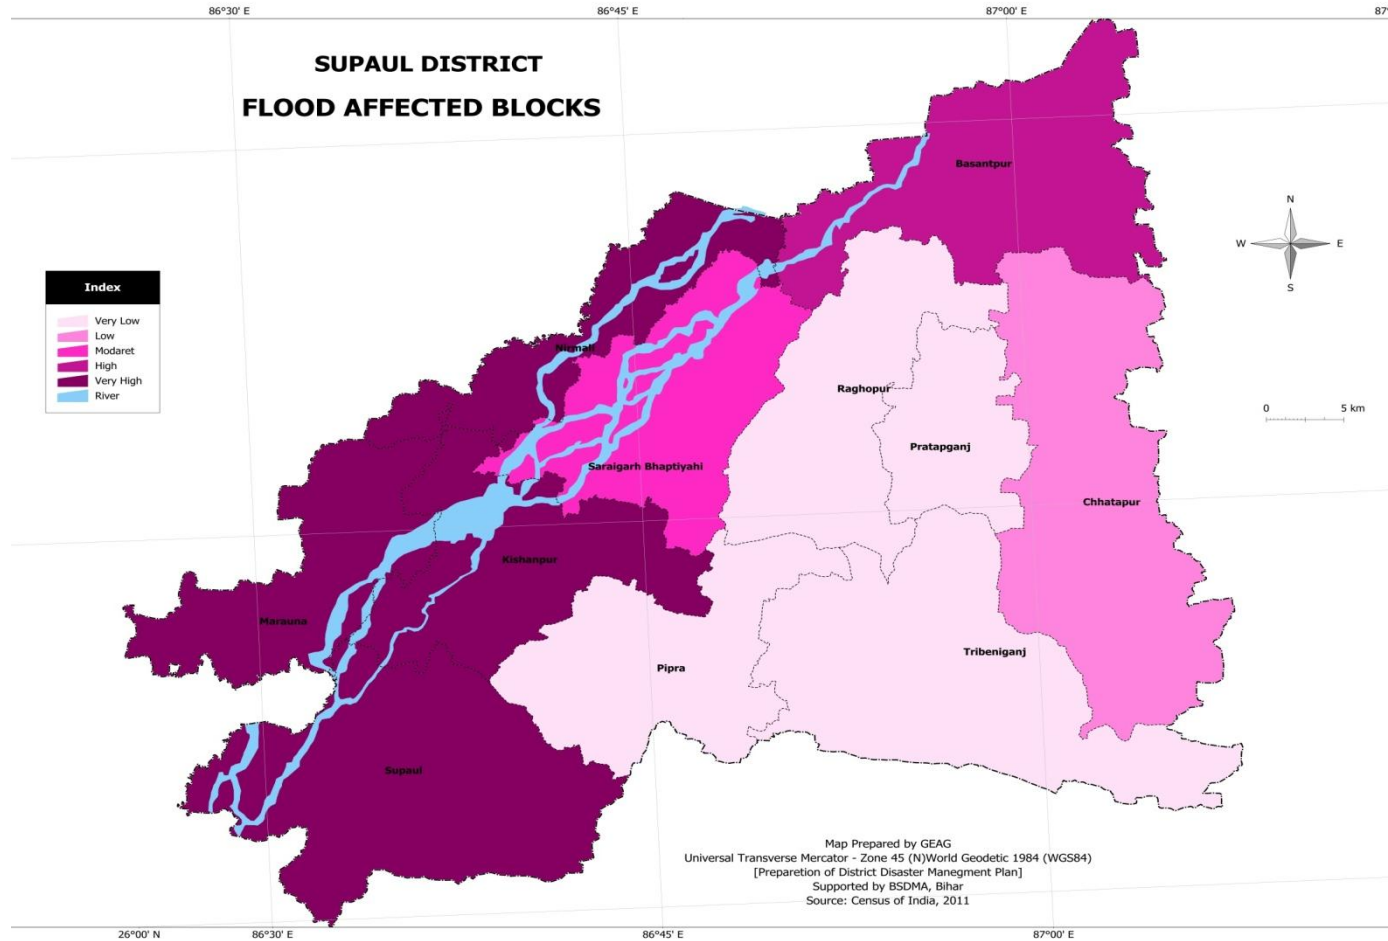 86°30' E
86°45' E
87°00' E
SUPAUL DISTRICT
FLOOD AFFECTED BLOCKS
Basantpur
N
W
E
S
Index
Very Low
Low
Modaret
High
Very High
River
Nirmali
Raghopur
0
5 km
Pratapganj
Saraigarh Bhaptiyahi
Chhatapur
Kishanpur
Marauna
Tribeniganj
Pipra
Supaul
Map Prepared by GEAG
Universal Transverse Mercator - Zone 45 (N)World Geodetic 1984 (WGS84)
[Preparetion of District Disaster Manegment Plan]
Supported by BSDMA, Bihar
Source: Census of India, 2011
26°00' N
86°30' E
86°45' E
87°00' E